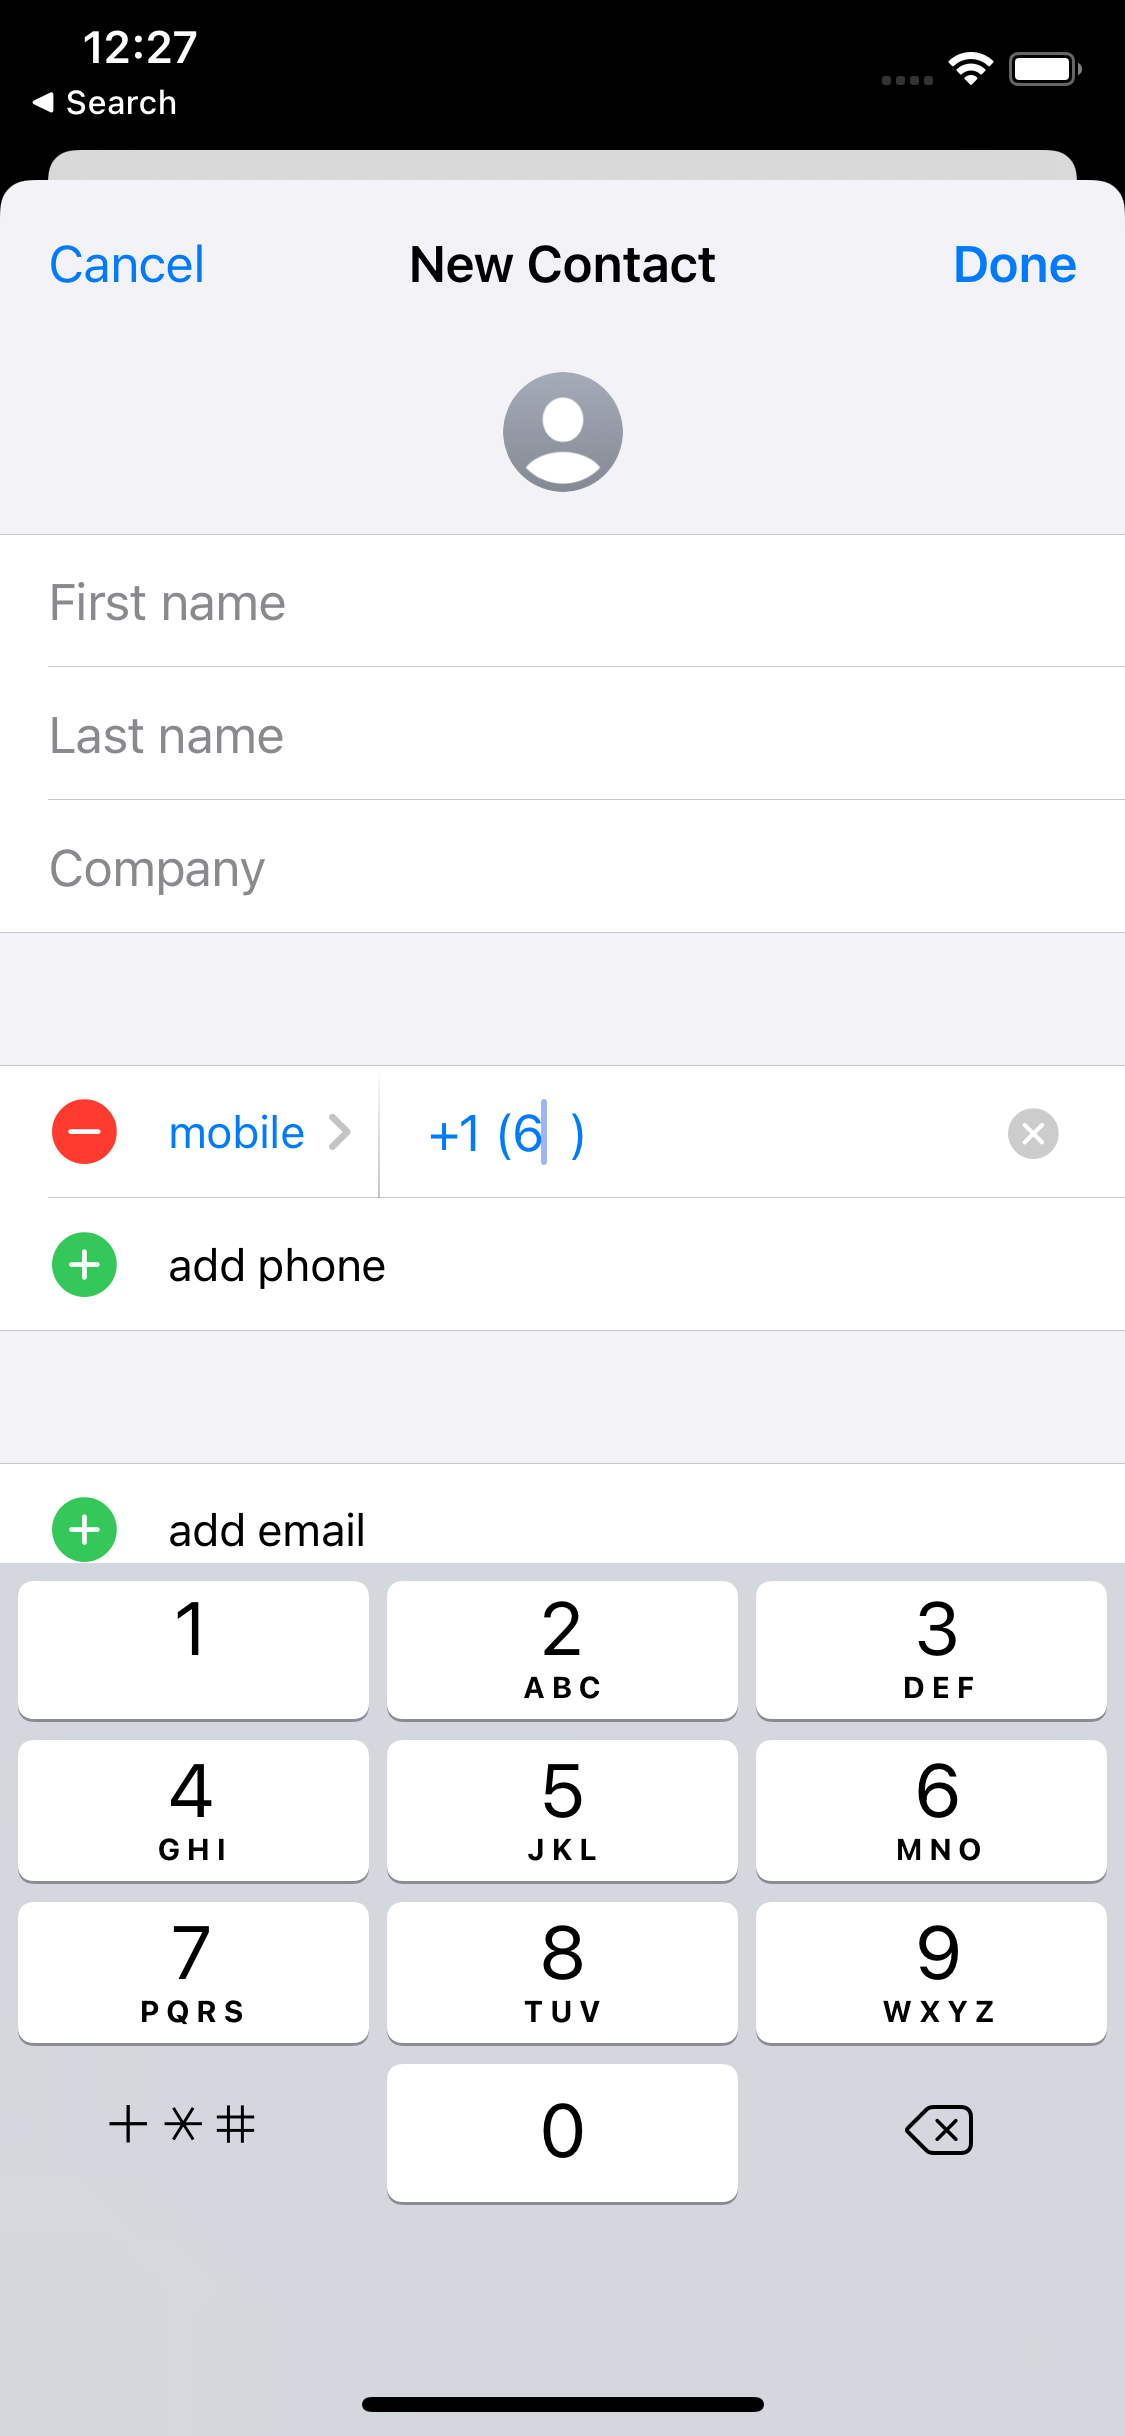 12:27
Search
Cancel New Contact Done
First name
Last name
Company
mobile +1 (6 )
add phone
add email
1 2 3
ABC DEF
4 5 6
GHI JKL MNO
7 8 9
PQRS TUV WXYZ
+*# 0